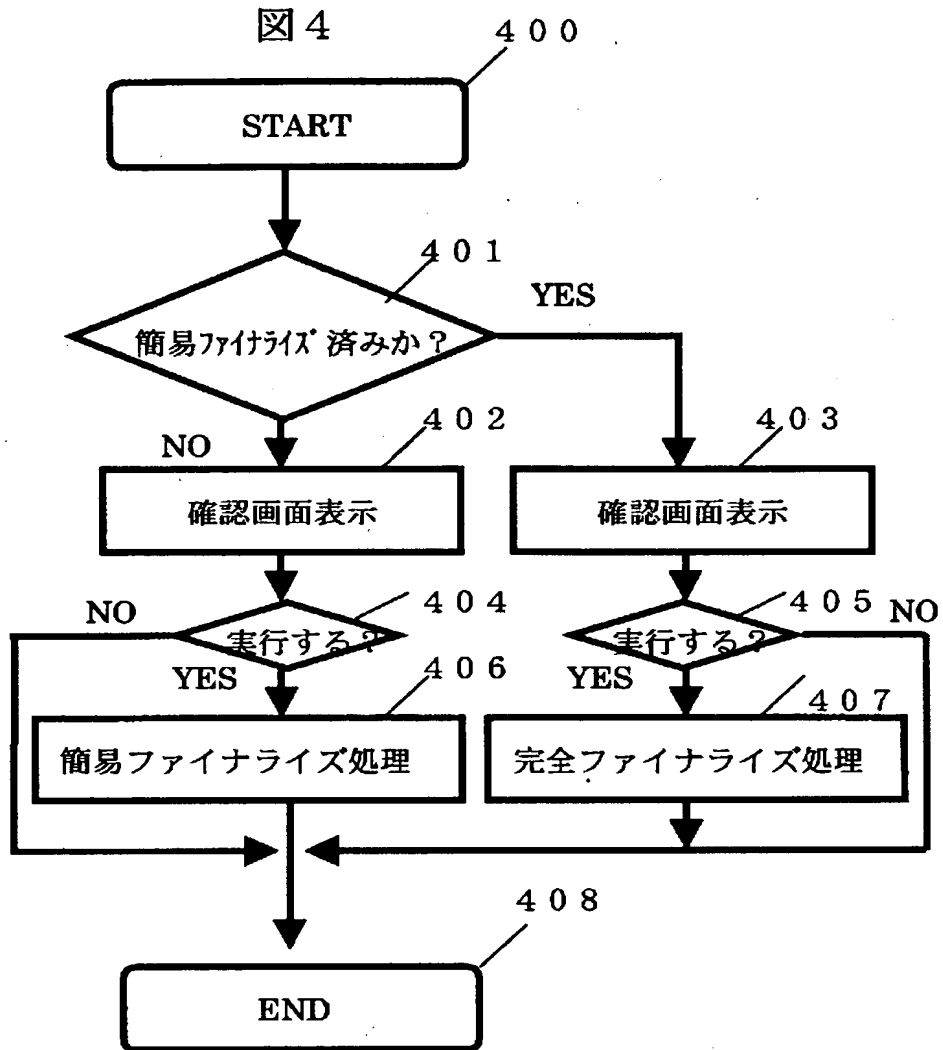 図4
400
START
401
YES
簡易ファイナライズ済みか?
402
403
NO
確認画面表示
確認画面表示
NO
404
405
NO
実行する?
実行する?
YES
406
YES
407
簡易ファイナライズ処理
完全ファイナライズ処理
408
END